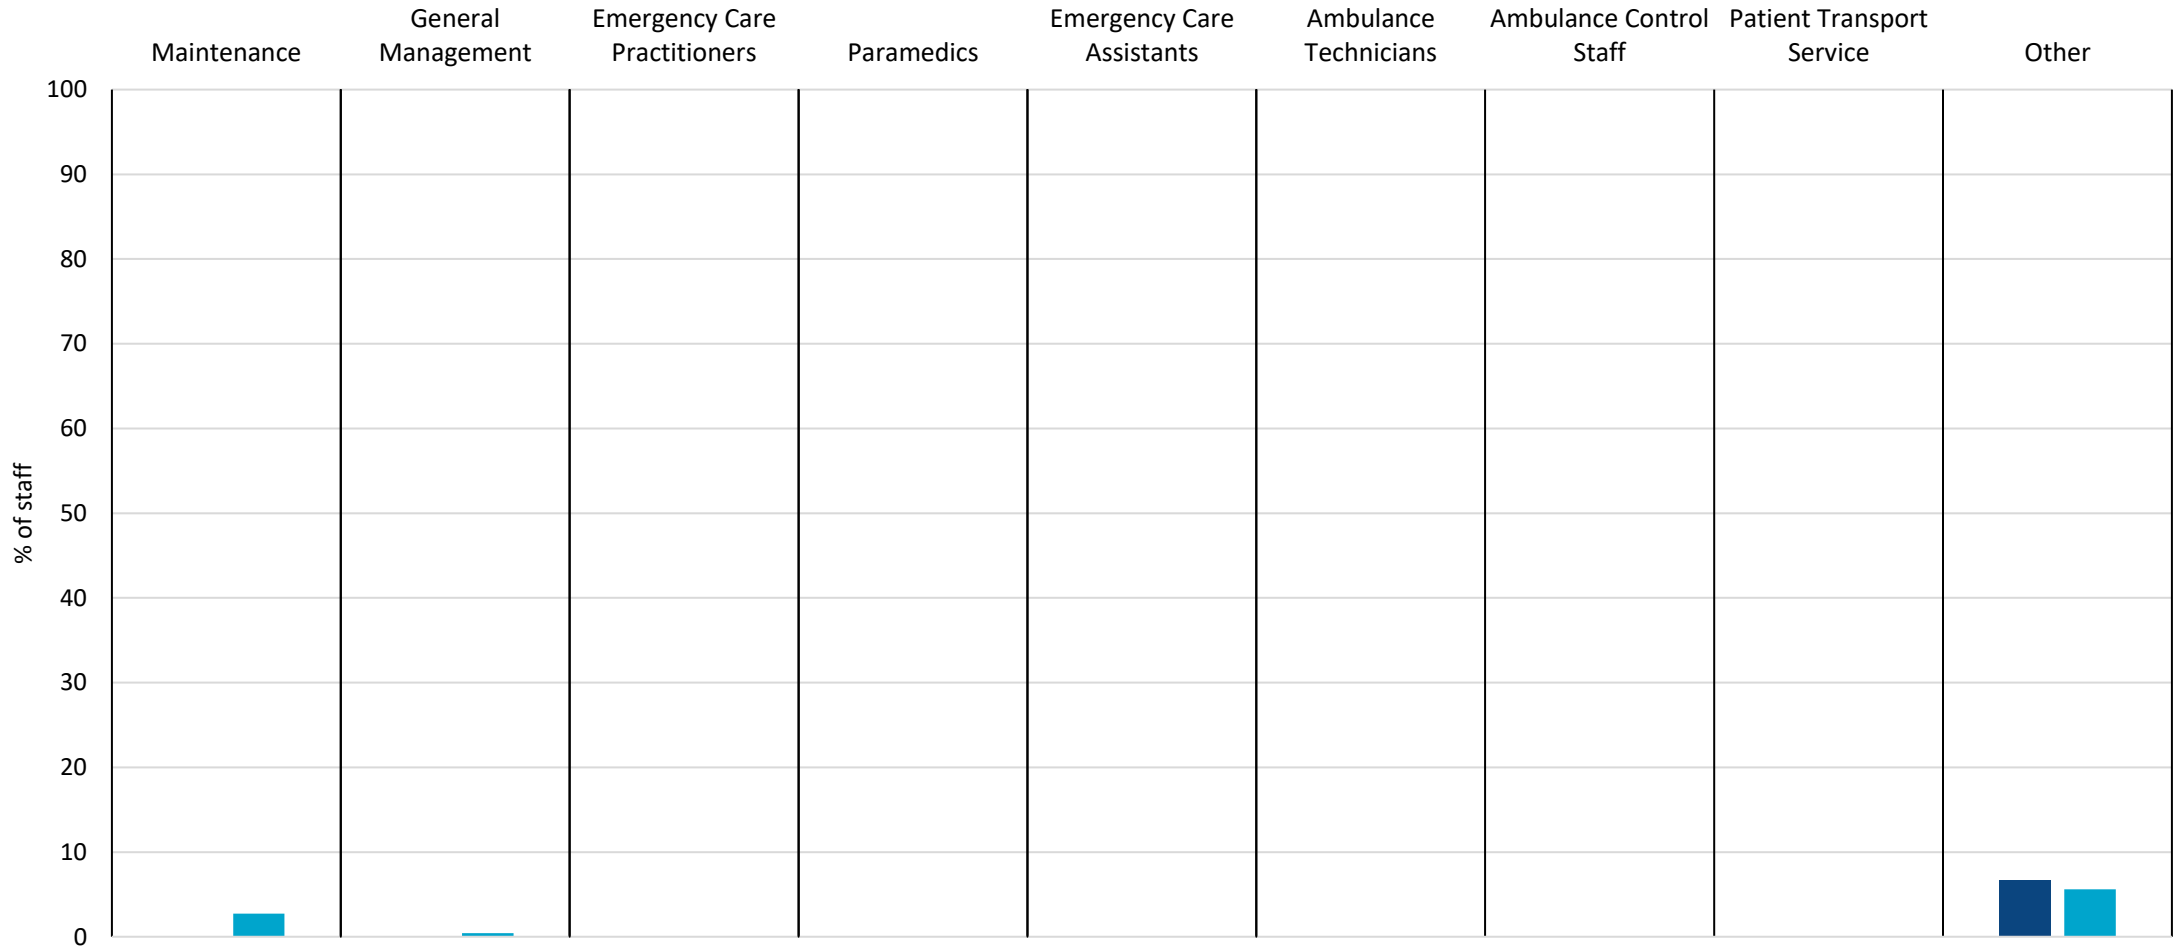 Maintenance
General
Management
Emergency Care
Practitioners
Paramedics
Emergency Care
Assistants
Ambulance
Technicians
Ambulance Control
Staff
Patient Transport
Service
Other
% of staff
100
90
80
70
60
50
40
30
20
10
0